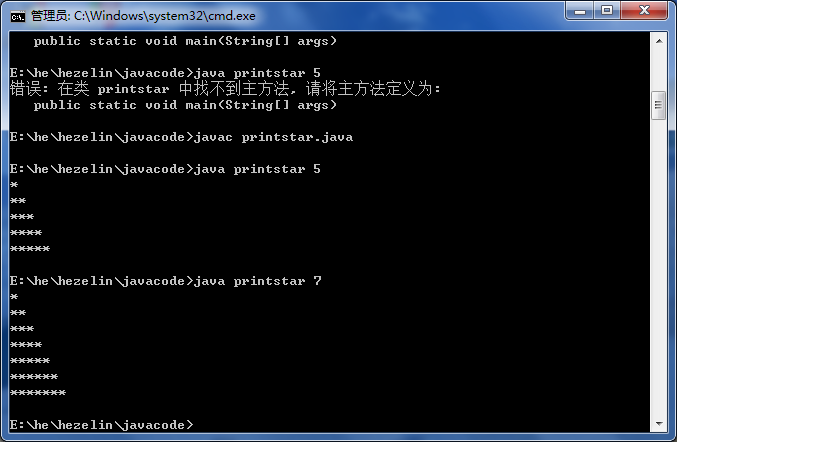 管理员: C:\Windows\system32\cmd.exe
public static void main(String[] args)
E:\he\hezelin\javacode>java printstar 5
错误: 在类 printstar 中找不到主方法, 请将主方法定义为:
public static void main(String[] args)
E:\he\hezelin\javacode>javac printstar.java
E:\he\hezelin\javacode>java printstar 5
*
**
***
****
*****
E:\he\hezelin\javacode>java printstar 7
*
**
***
****
*****
******
*******
E:\he\hezelin\javacode>